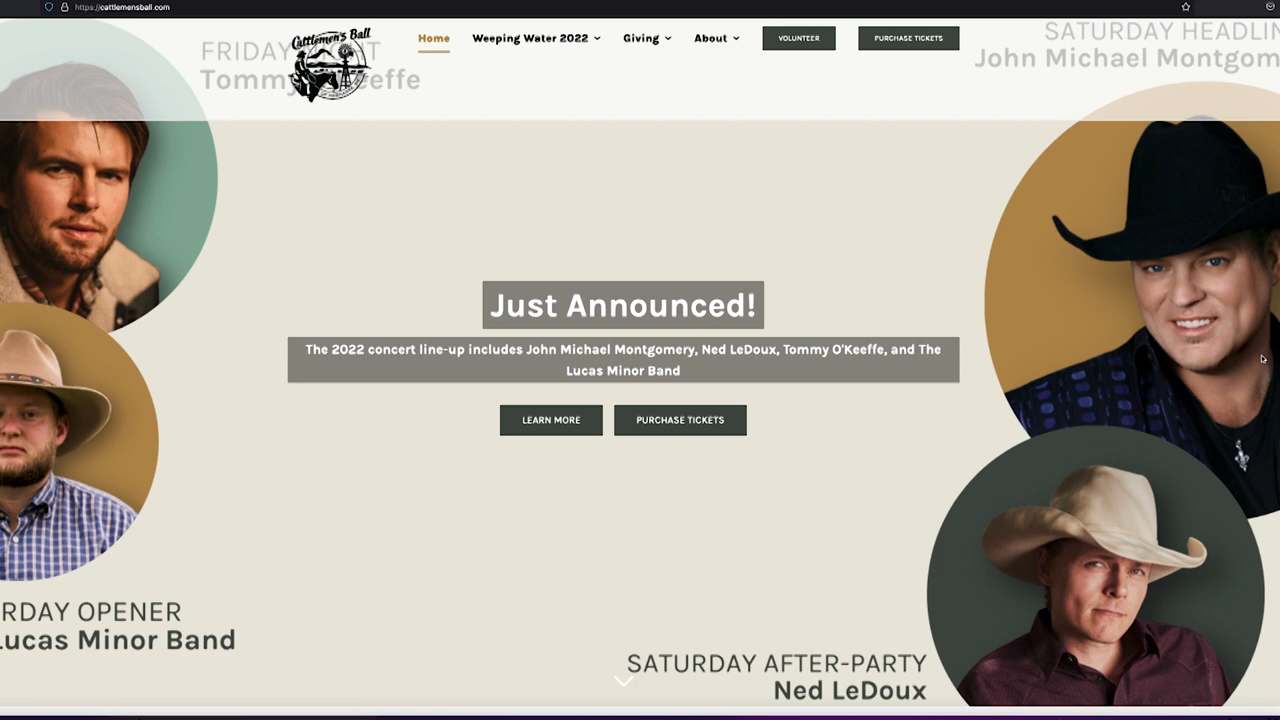 https://cattlemensball.com
Cattlemen's Ball
Home
Weeping Water 2022
Giving
About
VOLUNTEER
PURCHASE TICKETS
FRIDAY
Tommy
SATURDAY
John Michael
Just Announced!
The 2022 concert line-up includes John Michael Montgomery, Ned LeDoux, Tommy O'Keeffe, and The
Lucas Minor Band
LEARN MORE
PURCHASE TICKETS
RDAY OPENER
Lucas Minor Band
SATURDAY AFTER-PARTY
Ned LeDoux